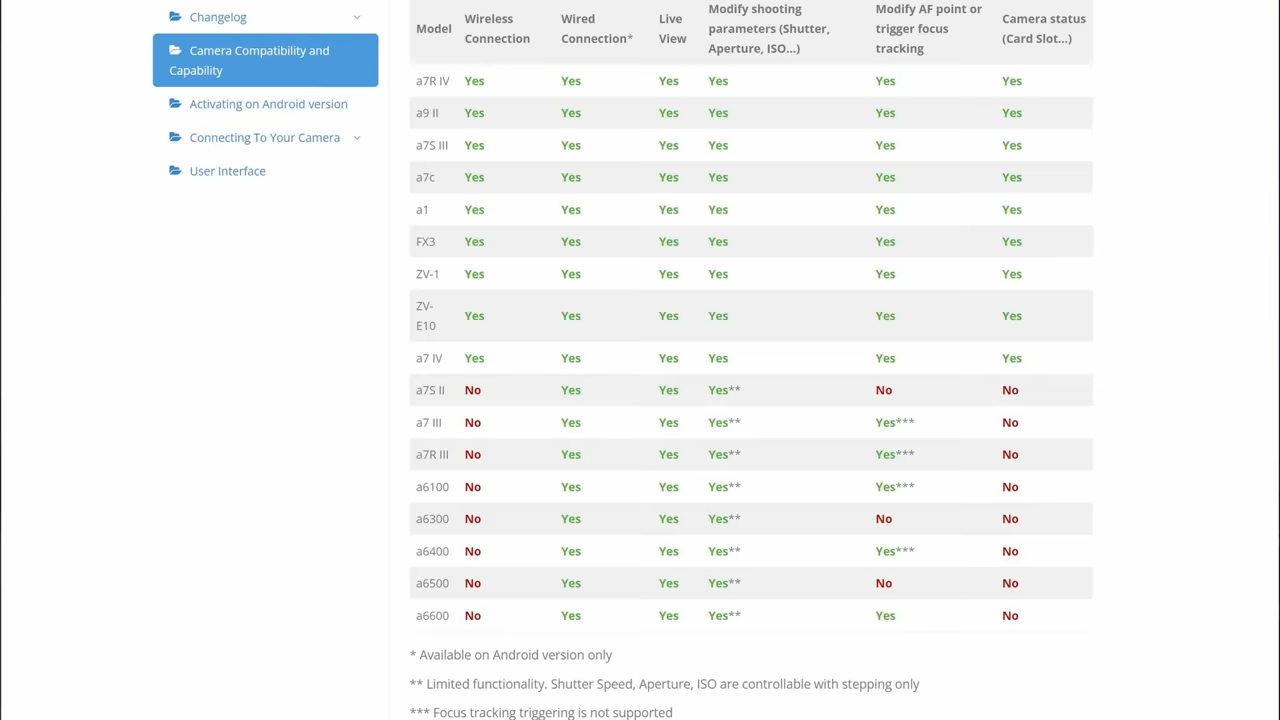 Changelog
Camera Compatibility and
Capability
Activating on Android version
Connecting To Your Camera
User Interface
Model Wireless Connection Wired Connection* Live View Modify shooting parameters (Shutter, Aperture, ISO...) Modify AF point or trigger focus tracking Camera status (Card Slot...)
a7R IV Yes Yes Yes Yes Yes Yes
a9 II Yes Yes Yes Yes Yes Yes
a7S III Yes Yes Yes Yes Yes Yes
a7c Yes Yes Yes Yes Yes Yes
a1 Yes Yes Yes Yes Yes Yes
FX3 Yes Yes Yes Yes Yes Yes
ZV-1 Yes Yes Yes Yes Yes Yes
ZV-E10 Yes Yes Yes Yes Yes Yes
a7 IV Yes Yes Yes Yes Yes Yes
a7S II No Yes Yes Yes** No No
a7 III No Yes Yes Yes** Yes*** No
a7R III No Yes Yes Yes** Yes*** No
a6100 No Yes Yes Yes** Yes*** No
a6300 No Yes Yes Yes** No No
a6400 No Yes Yes Yes** Yes*** No
a6500 No Yes Yes Yes** No No
a6600 No Yes Yes Yes** Yes No
* Available on Android version only
** Limited functionality. Shutter Speed, Aperture, ISO are controllable with stepping only
*** Focus tracking triggering is not supported